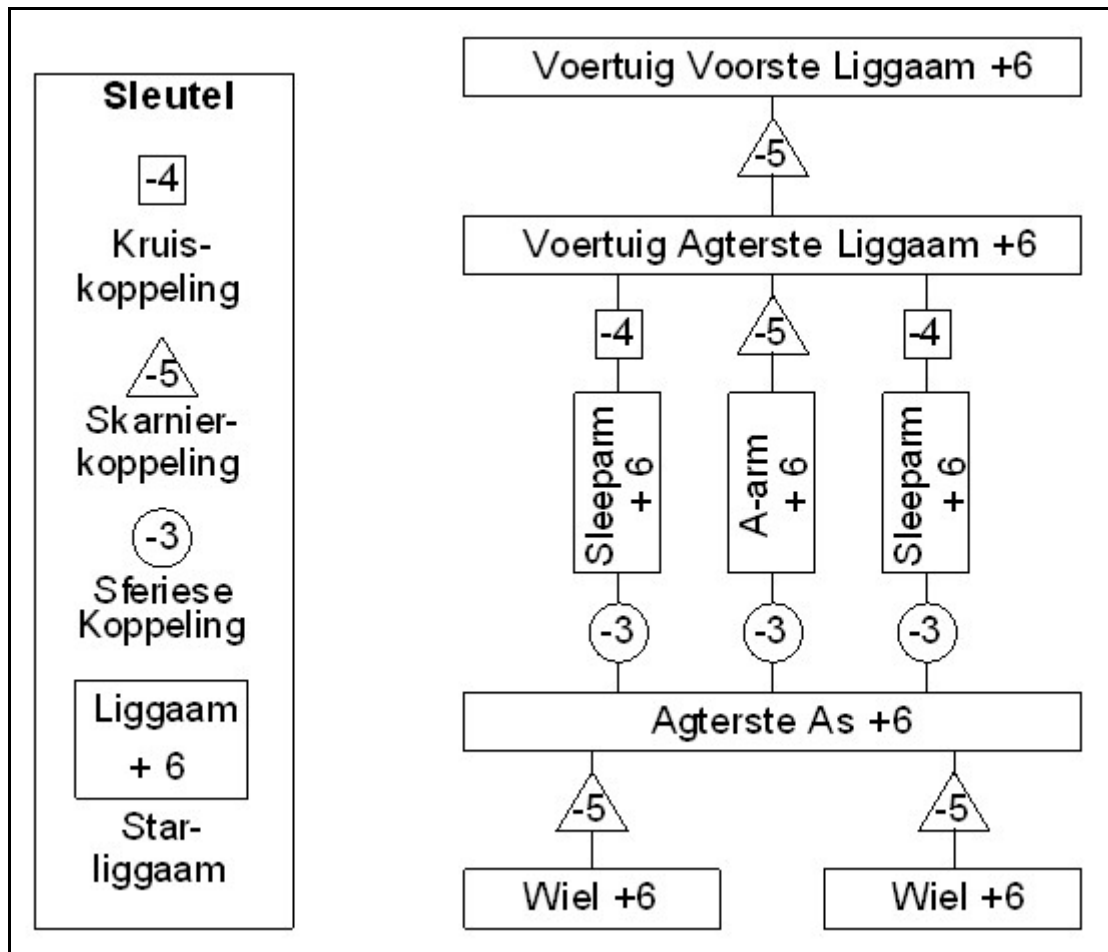 Sleutel
-4
Kruis-
koppeling
-5
Skarnier-
koppeling
-3
Sferiese
Koppeling
Liggaam
+ 6
Star-
liggaam
Voertuig Voorste Liggaam +6
-5
Voertuig Agterste Liggaam +6
-4
-5
-4
Sleeparm
+ 6
A-arm
+ 6
Sleeparm
+ 6
-3
-3
-3
Agterste As +6
-5
-5
Wiel +6
Wiel +6